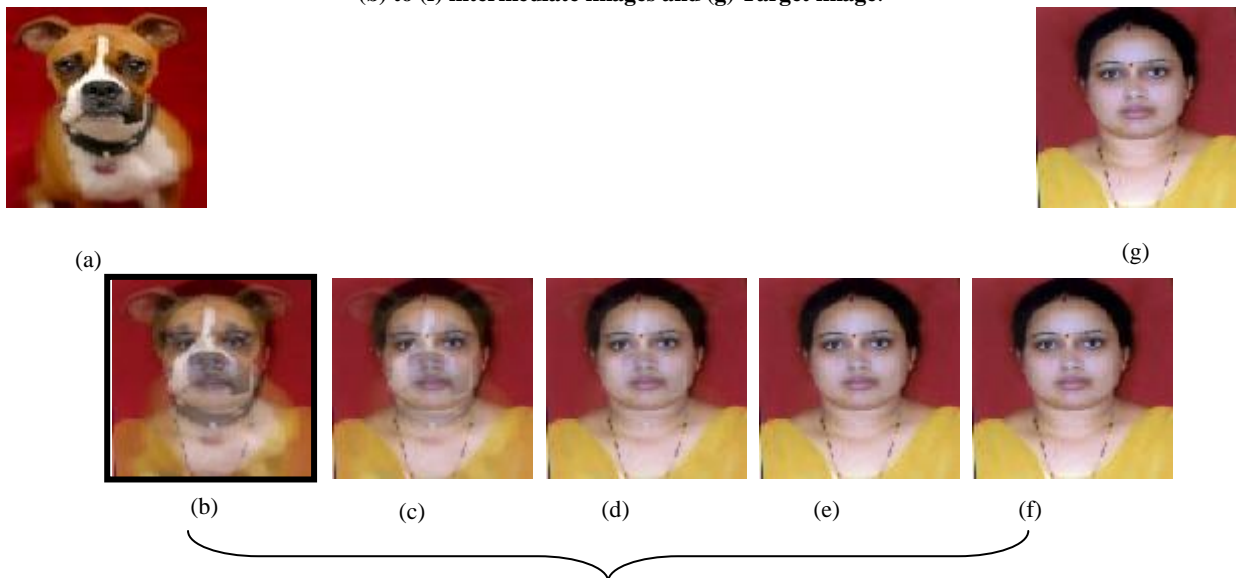 (b) to (f) intermediate images and (g) Target image.
(a)
(g)
(b) (c) (d) (e) (f)